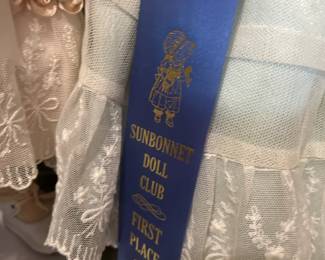 SUNBONNET
DOLL
CLUB
FIRST
PLACE